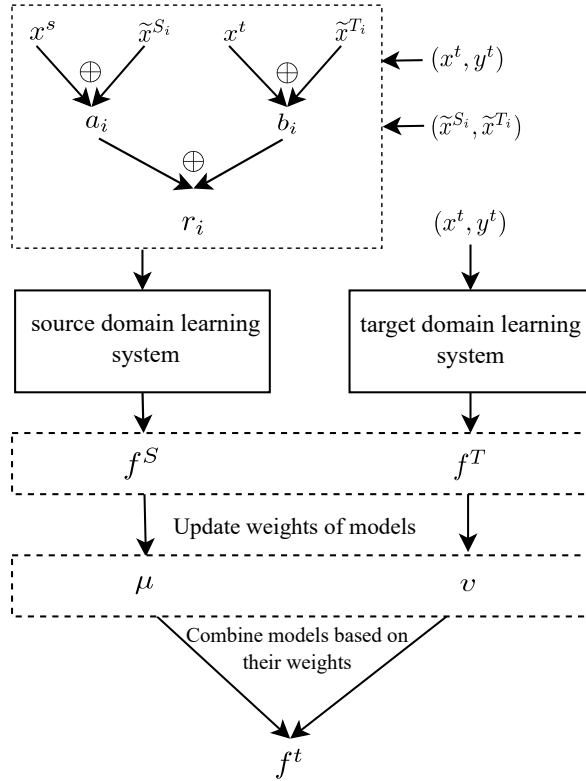 x^s x̃^{S_i} x^t x̃^{T_i}
⊕ ⊕ (x^t, y^t)
a_i b_i (x̃^{S_i}, x̃^{T_i})
⊕
r_i (x^t, y^t)
source domain learning
system
target domain learning
system
f^S f^T
Update weights of models
μ υ
Combine models based on
their weights
f^t